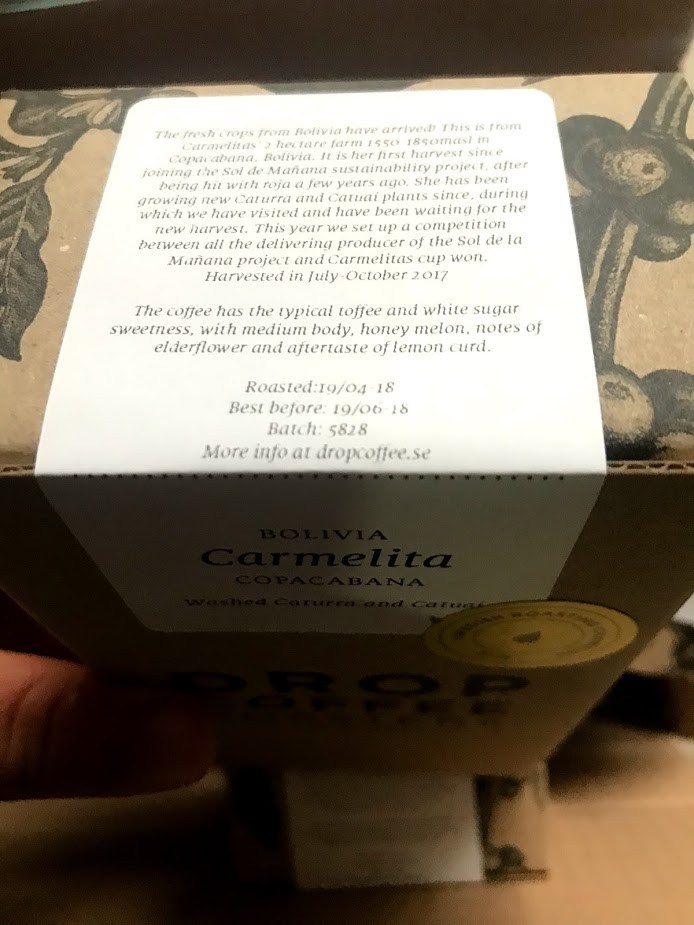 The fresh crops from Bolivia have arrived! This is from
Carmelitas' 2 hectare farm 1550-1850masl in
Copacabana, Bolivia. It is her first harvest since
joining the Sol de Mañana sustainability project, after
being hit with roja a few years ago. She has been
growing new Caturra and Catuai plants since, during
which we have visited and have been waiting for the
new harvest. This year we set up a competition
between all the delivering producer of the Sol de la
Mañana project and Carmelitas cup won.
Harvested in July-October 2017
The coffee has the typical toffee and white sugar
sweetness, with medium body, honey melon, notes of
elderflower and aftertaste of lemon curd.
Roasted:19/04-18
Best before: 19/06-18
Batch: 5828
More info at dropcoffee.se
BOLIVIA
Carmelita
COPACABANA
Washed Caturra and Catuai
DROP
COFFEE